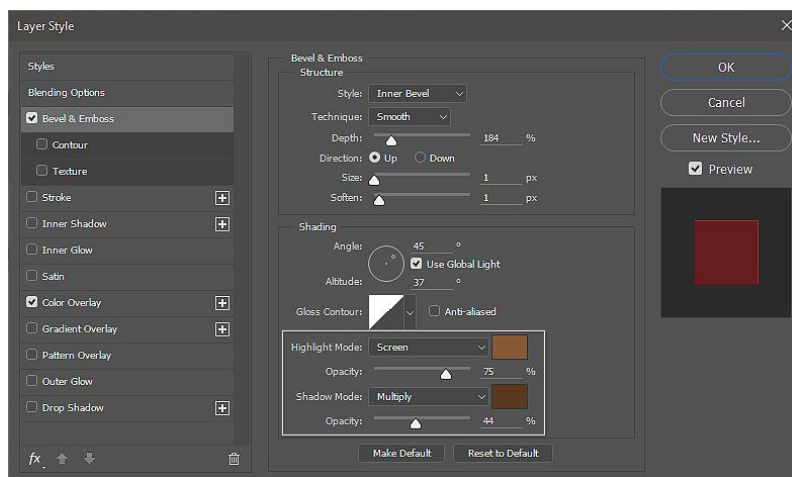 Layer Style
Styles
Blending Options
Bevel & Emboss
Contour
Texture
Stroke
Inner Shadow
Inner Glow
Satin
Color Overlay
Gradient Overlay
Pattern Overlay
Outer Glow
Drop Shadow
fx
Bevel & Emboss
Structure
Style: Inner Bevel
Technique: Smooth
Depth: 184 %
Direction: Up Down
Size: 1 px
Soften: 1 px
Shading
Angle: 45 °
Use Global Light
Altitude: 37 °
Gloss Contour: Anti-aliased
Highlight Mode: Screen
Opacity: 75 %
Shadow Mode: Multiply
Opacity: 44 %
Make Default Reset to Default
OK
Cancel
New Style...
Preview